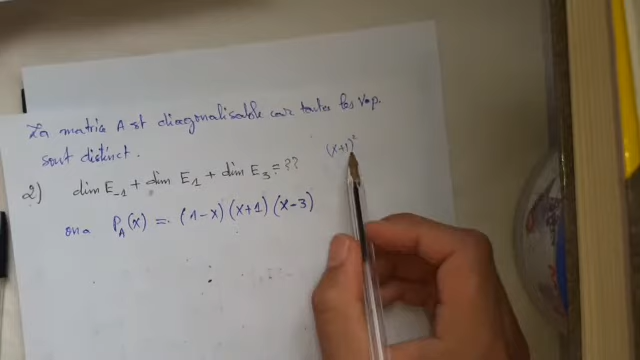 La matrice A est diagonalisable car toutes les v.p.
sont distinct.
(x+1)²
2) dim E₋₁ + dim E₁ + dim E₃ = ??
on a P_A(x) = (1-x)(x+1)(x-3)